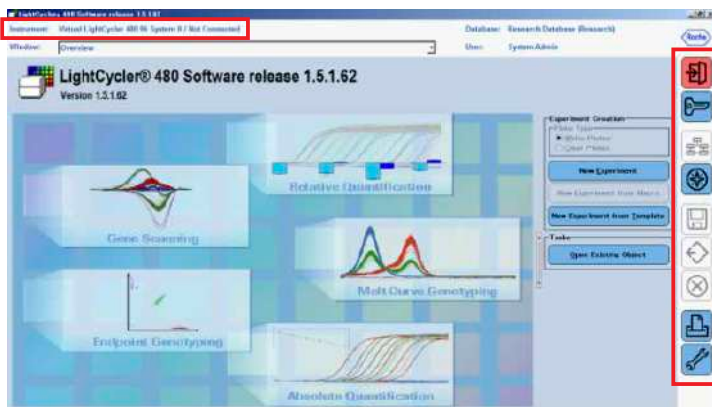 LightCycler® 480 Software release 1.5.1.62
Instrument: Virtual LightCycler 480 96 System II / Not Connected
Database: Research Database (Research)
Window: Overview
User: System Admin
Roche
LightCycler® 480 Software release 1.5.1.62
Version 1.5.1.62
Relative Quantification
Gene Scanning
Melt Curve Genotyping
Endpoint Genotyping
Absolute Quantification
Experiment Creation
Plate Type
White Plates
Clear Plates
New Experiment
New Experiment from Macro
New Experiment from Template
Tools
Open Existing Object